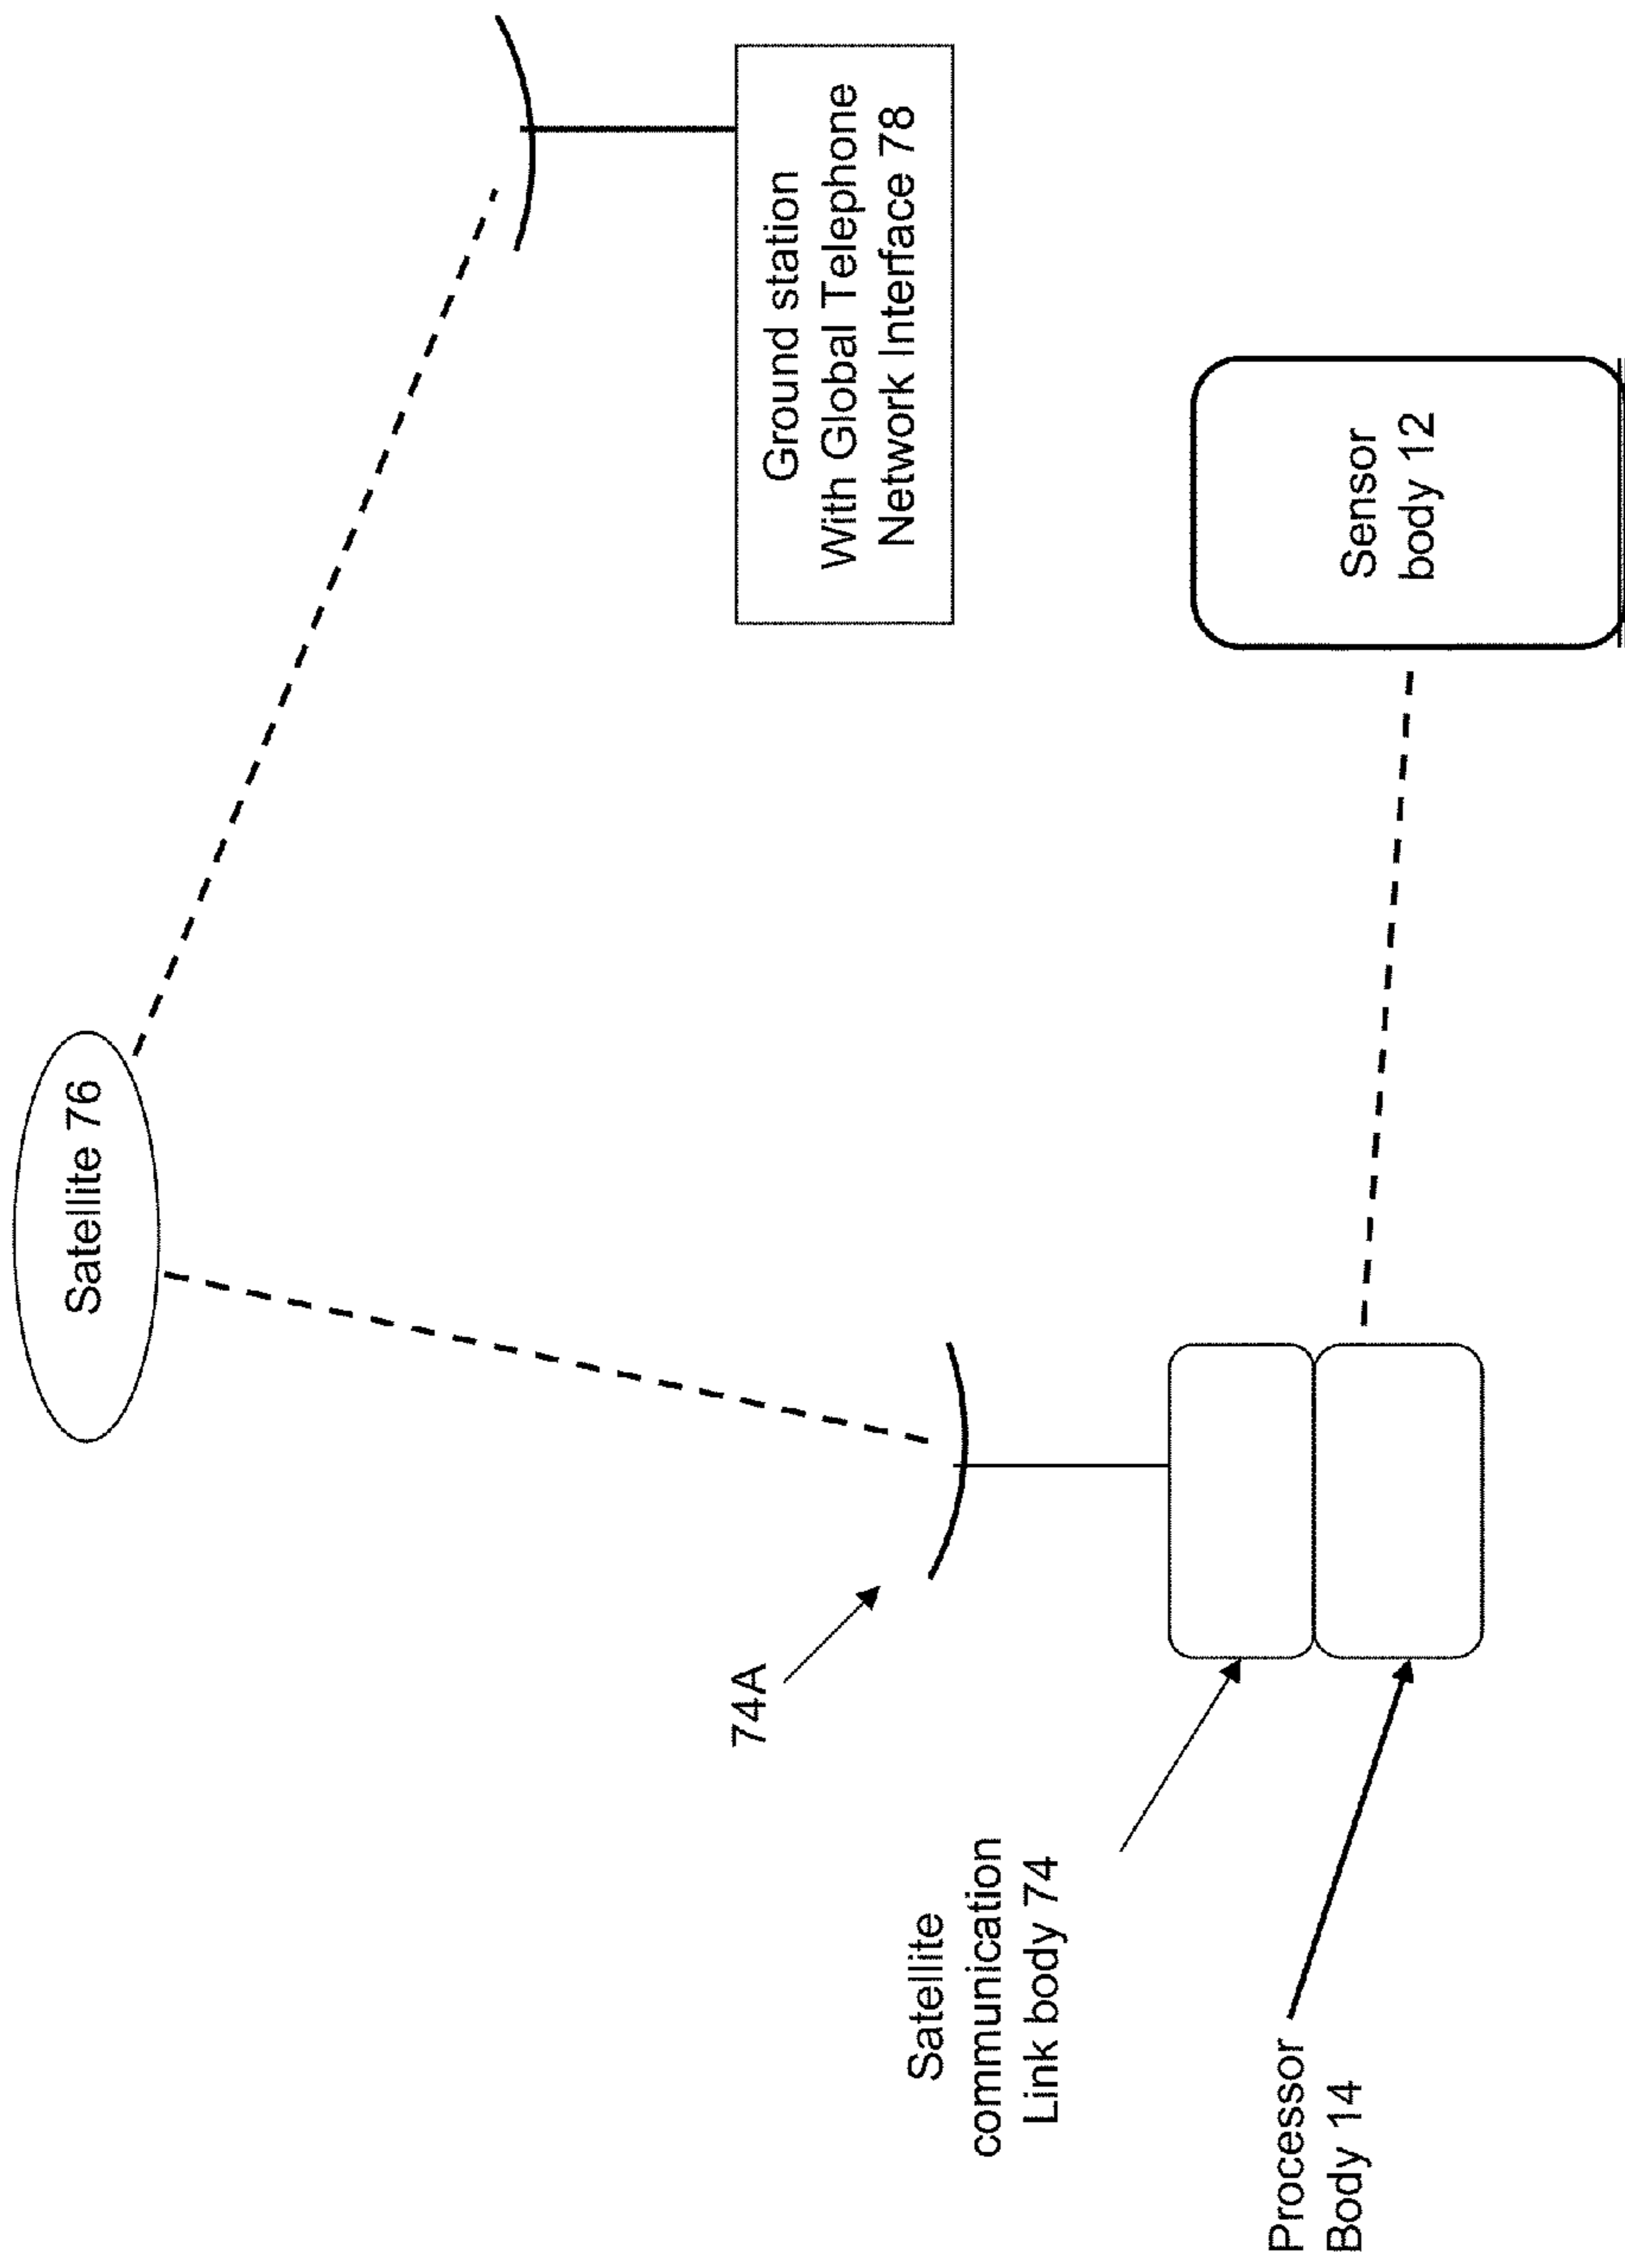 Satellite 76
Ground station
With Global Telephone
Network Interface 78
74A
Satellite
communication
Link body 74
Processor
Body 14
Sensor
body 12